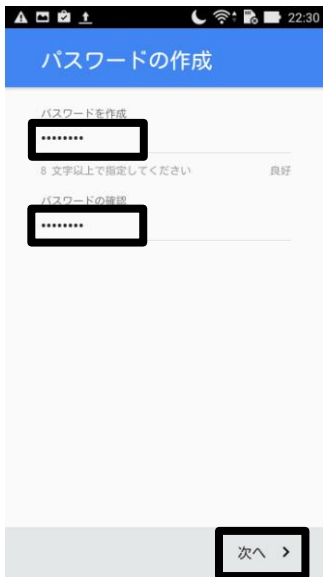 22:30
パスワードの作成
パスワードを作成
••••••••
8 文字以上で指定してください 良好
パスワードの確認
••••••••
次へ